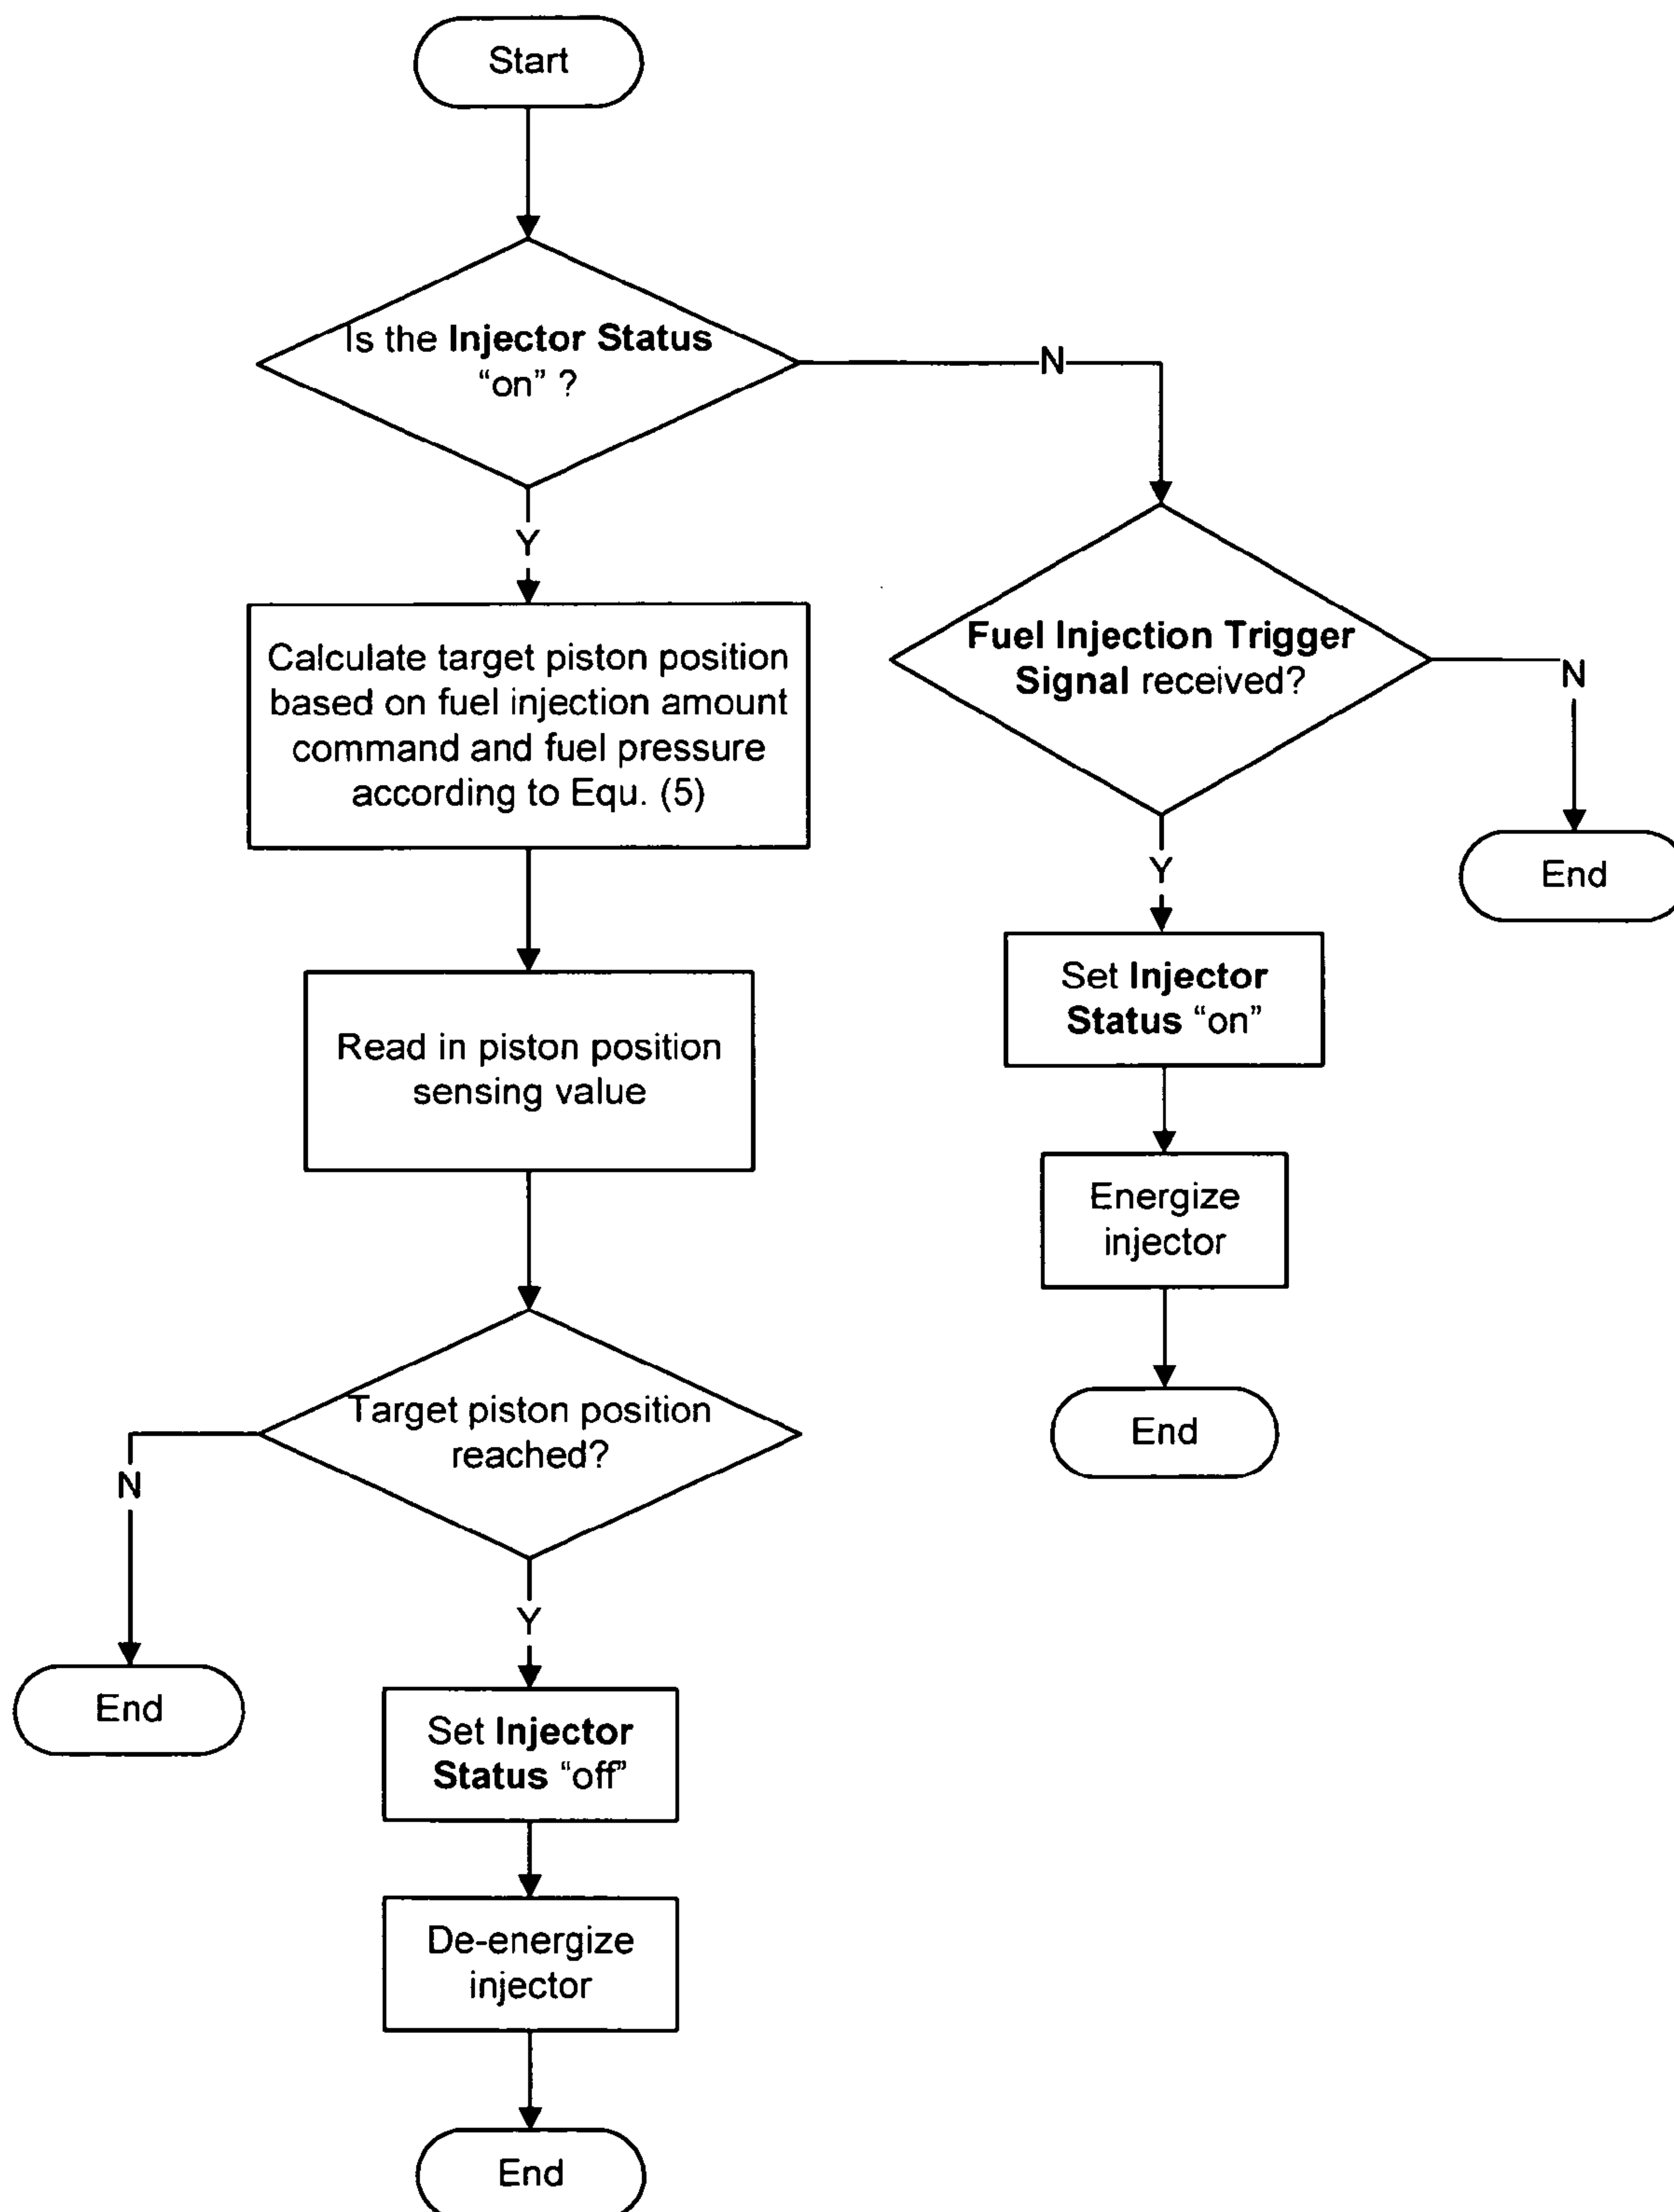 Start
Is the Injector Status
“on” ?
N
Y
Calculate target piston position
based on fuel injection amount
command and fuel pressure
according to Equ. (5)
Fuel Injection Trigger
Signal received?
N
End
Y
Set Injector
Status “on”
Read in piston position
sensing value
Energize
injector
End
Target piston position
reached?
N
End
Y
Set Injector
Status “off”
De-energize
injector
End